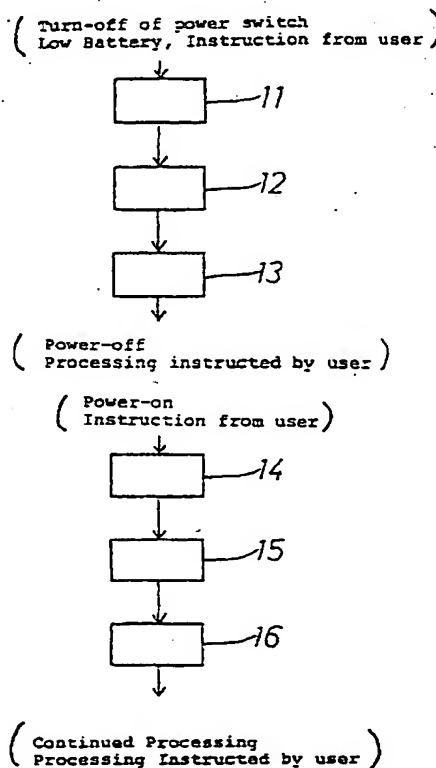 ( Turn-off of power switch
Low Battery, Instruction from user )
11
12
13
( Power-off
Processing instructed by user )
( Power-on
Instruction from user )
14
15
16
( Continued Processing
Processing Instructed by user )